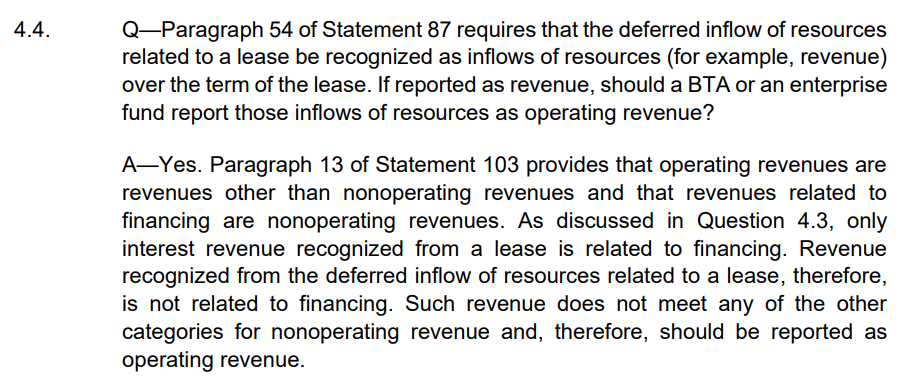 4.4. Q—Paragraph 54 of Statement 87 requires that the deferred inflow of resources
related to a lease be recognized as inflows of resources (for example, revenue)
over the term of the lease. If reported as revenue, should a BTA or an enterprise
fund report those inflows of resources as operating revenue?
A—Yes. Paragraph 13 of Statement 103 provides that operating revenues are
revenues other than nonoperating revenues and that revenues related to
financing are nonoperating revenues. As discussed in Question 4.3, only
interest revenue recognized from a lease is related to financing. Revenue
recognized from the deferred inflow of resources related to a lease, therefore,
is not related to financing. Such revenue does not meet any of the other
categories for nonoperating revenue and, therefore, should be reported as
operating revenue.